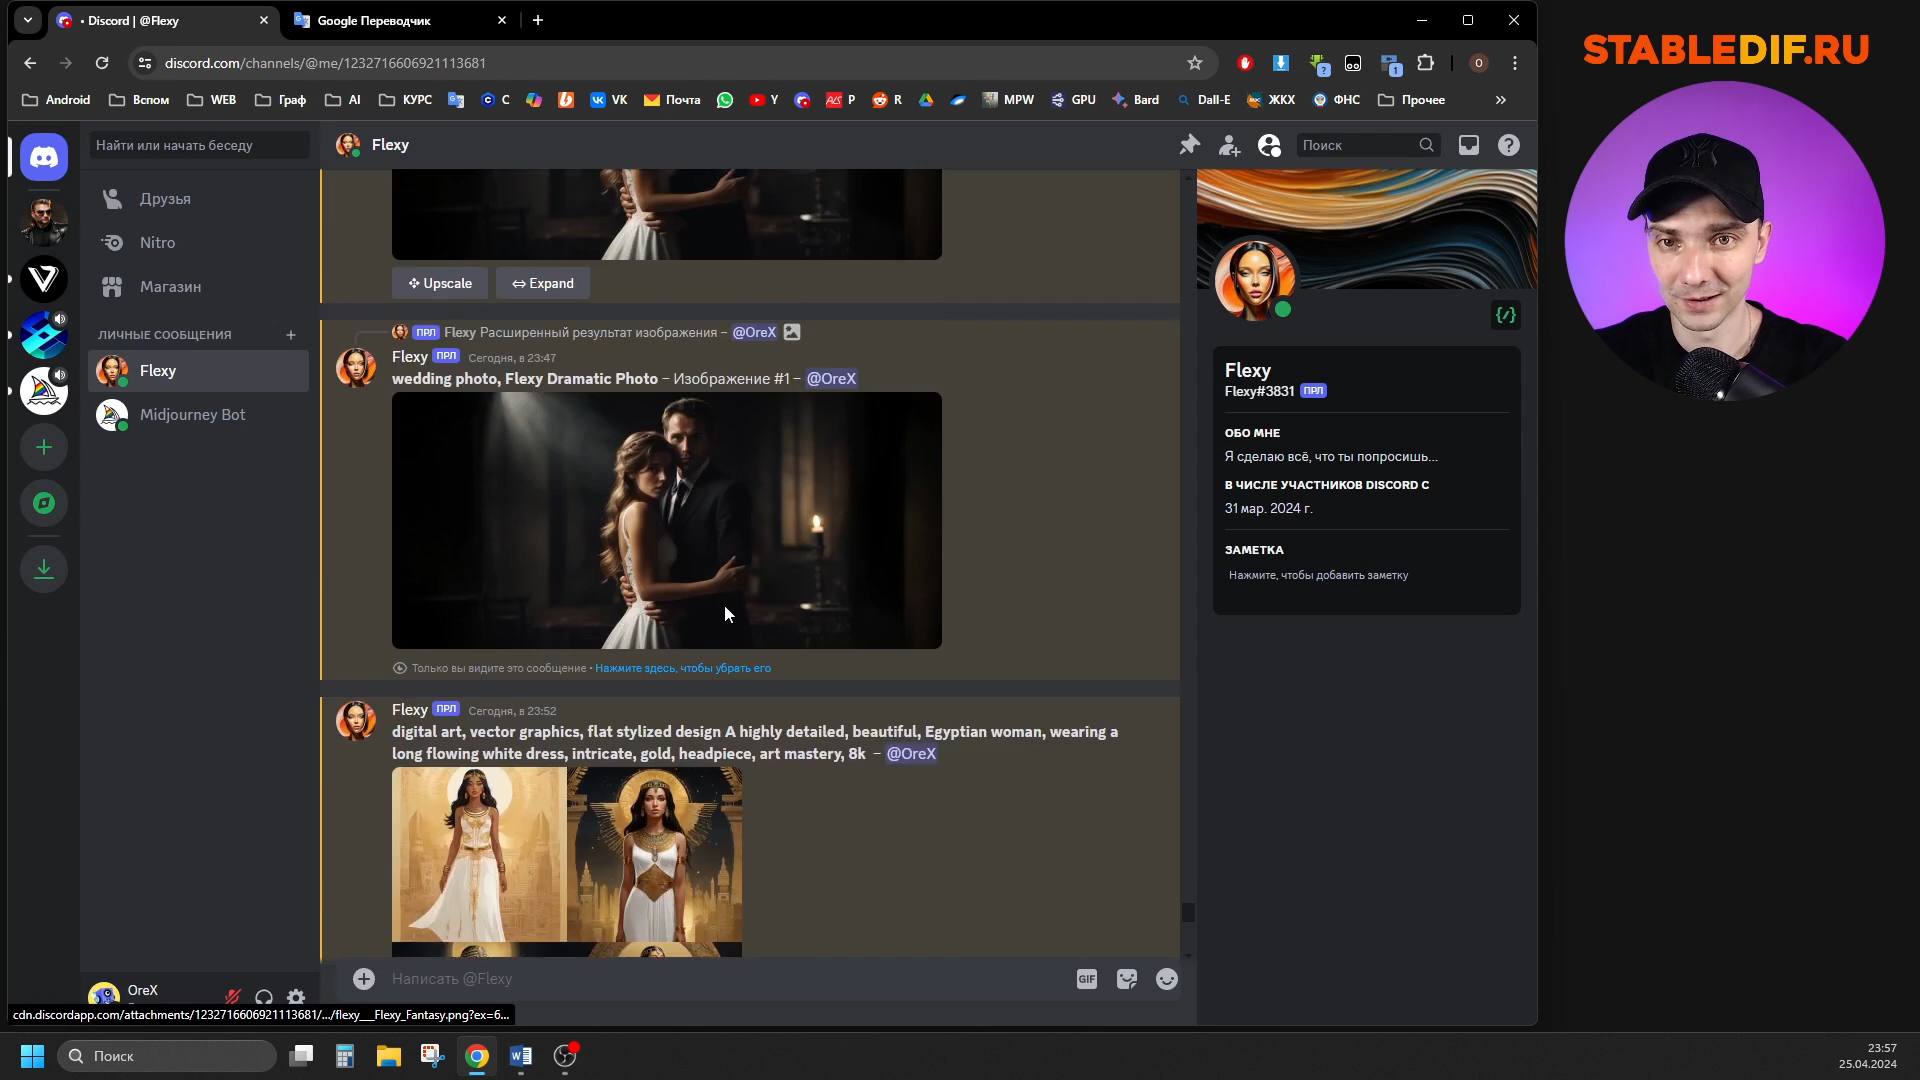 • Discord | @Flexy
Google Переводчик
discord.com/channels/@me/1232716606921113681
?
1
O
Android
Вспом
WEB
Граф
AI
КУРС
C
VK
Почта
Y
P
R
MPW
GPU
Bard
Dall-E
ЖКХ
ФНС
Прочее
STABLEDIF.RU
Найти или начать беседу
Flexy
Поиск
Друзья
Nitro
Магазин
ЛИЧНЫЕ СООБЩЕНИЯ
Flexy
Midjourney Bot
Upscale
Expand
ПРЛ Flexy Расширенный результат изображения – @OreX
Flexy ПРЛ Сегодня, в 23:47
wedding photo, Flexy Dramatic Photo – Изображение #1 – @OreX
Только вы видите это сообщение • Нажмите здесь, чтобы убрать его
Flexy ПРЛ Сегодня, в 23:52
digital art, vector graphics, flat stylized design A highly detailed, beautiful, Egyptian woman, wearing a
long flowing white dress, intricate, gold, headpiece, art mastery, 8k – @OreX
Написать @Flexy
GIF
Flexy
Flexy#3831 ПРЛ
ОБО МНЕ
Я сделаю всё, что ты попросишь...
В ЧИСЛЕ УЧАСТНИКОВ DISCORD С
31 мар. 2024 г.
ЗАМЕТКА
Нажмите, чтобы добавить заметку
OreX
cdn.discordapp.com/attachments/1232716606921113681/.../flexy___Flexy_Fantasy.png?ex=6...
Поиск
23:57
25.04.2024